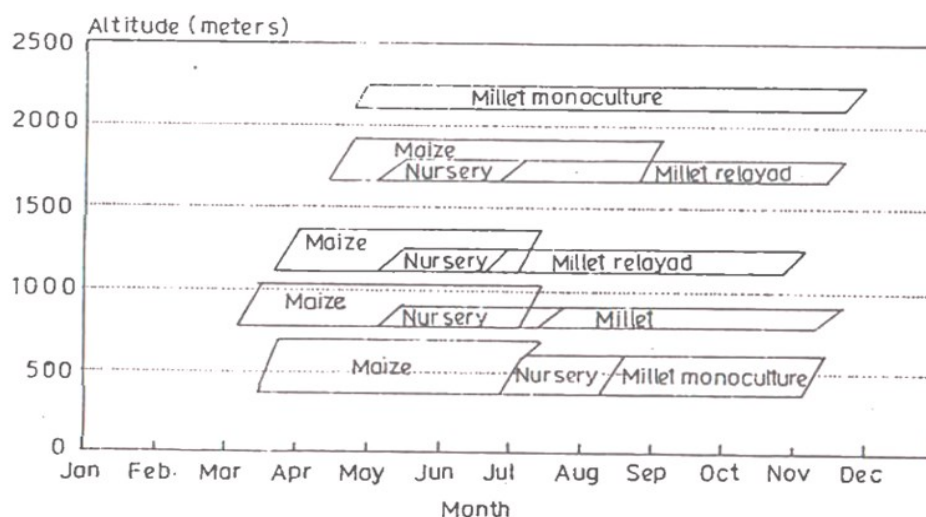 Altitude (meters)
2500
Millet monoculture
2000
Maize
Nursery
Millet relayad
1500
Maize
Nursery
Millet relayad
1000
Maize
Nursery
Millet
500
Maize
Nursery
Millet monoculture
0
Jan Feb. Mar Apr May Jun Jul Aug Sep Oct Nov Dec
Month